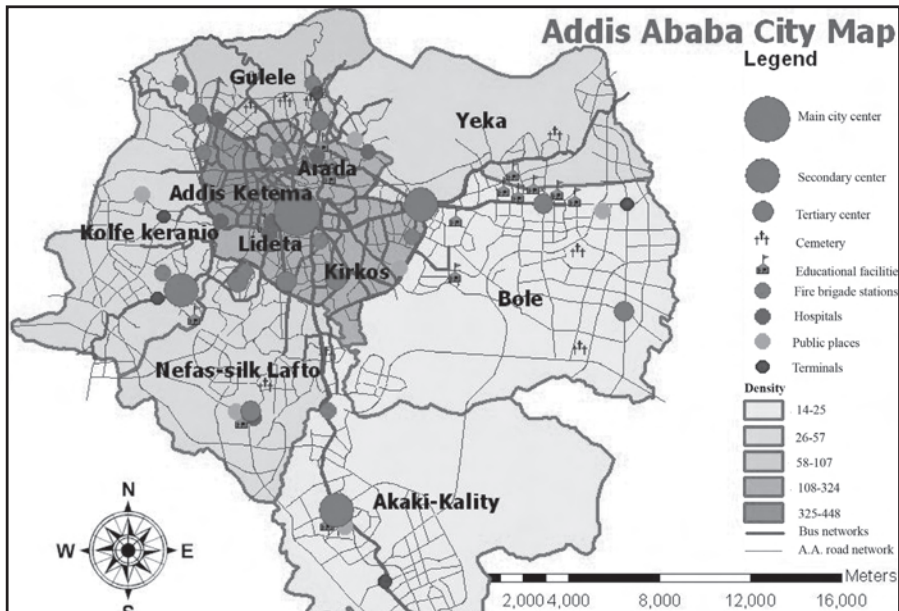 Addis Ababa City Map
Legend
Main city center
Secondary center
Tertiary center
Cemetery
Educational facilities
Fire brigade stations
Hospitals
Public places
Terminals
Density
14-25
26-57
58-107
108-324
325-448
Bus networks
A.A. road network
Gulele
Yeka
Arada
Addis Ketema
Kolfe keranio
Lideta
Kirkos
Bole
Nefas-silk Lafto
Akaki-Kality
N
W E
S
Meters
2,000 4,000 8,000 12,000 16,000